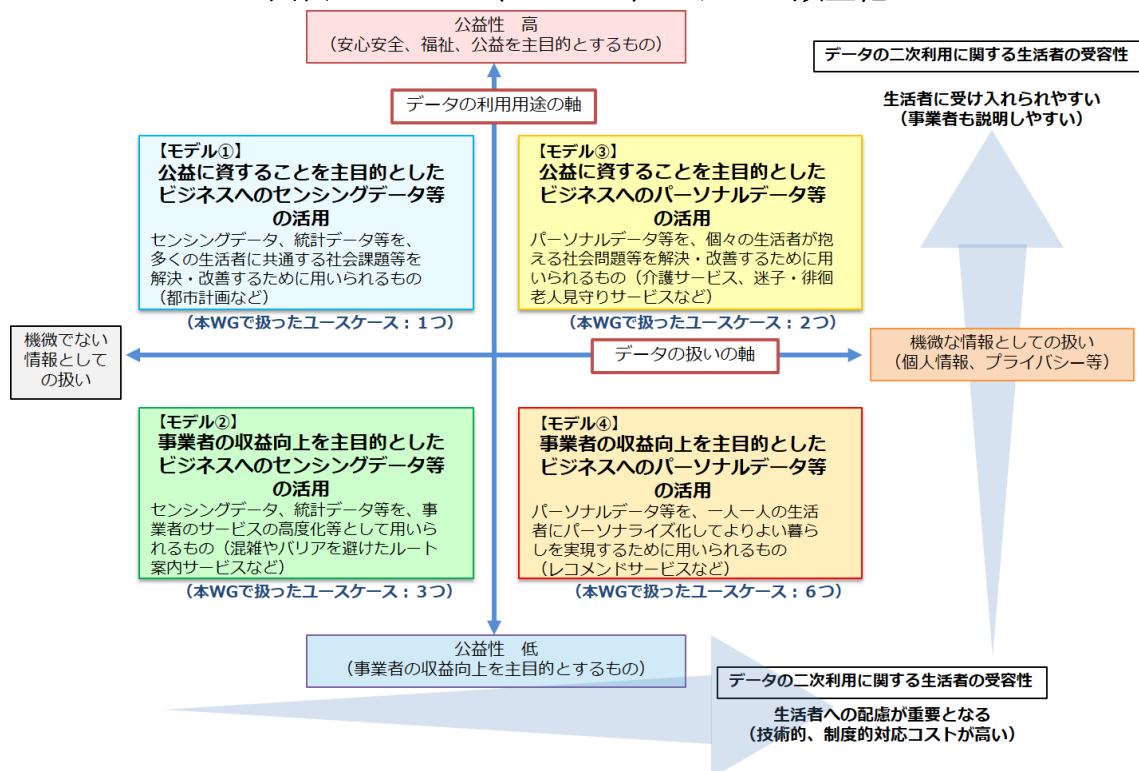 公益性　高
（安心安全、福祉、公益を主目的とするもの）
データの二次利用に関する生活者の受容性
データの利用用途の軸
生活者に受け入れられやすい
（事業者も説明しやすい）
【モデル①】
公益に資することを主目的とした
ビジネスへのセンシングデータ等
の活用
センシングデータ、統計データ等を、
多くの生活者に共通する社会課題等を
解決・改善するために用いられるもの
（都市計画など）
（本WGで扱ったユースケース：１つ）
【モデル③】
公益に資することを主目的とした
ビジネスへのパーソナルデータ等
の活用
パーソナルデータ等を、個々の生活者が抱
える社会問題等を解決・改善するために用
いられるもの（介護サービス、迷子・徘徊
老人見守りサービスなど）
（本WGで扱ったユースケース：２つ）
機微でない
情報として
の扱い
データの扱いの軸
機微な情報としての扱い
（個人情報、プライバシー等）
【モデル②】
事業者の収益向上を主目的とした
ビジネスへのセンシングデータ等
の活用
センシングデータ、統計データ等を、事
業者のサービスの高度化等として用いら
れるもの（混雑やバリアを避けたルート
案内サービスなど）
（本WGで扱ったユースケース：３つ）
【モデル④】
事業者の収益向上を主目的とした
ビジネスへのパーソナルデータ等
の活用
パーソナルデータ等を、一人一人の生活
者にパーソナライズ化してよりよい暮ら
しを実現するために用いられるもの
（レコメンドサービスなど）
（本WGで扱ったユースケース：６つ）
公益性　低
（事業者の収益向上を主目的とするもの）
データの二次利用に関する生活者の受容性
生活者への配慮が重要となる
（技術的、制度的対応コストが高い）